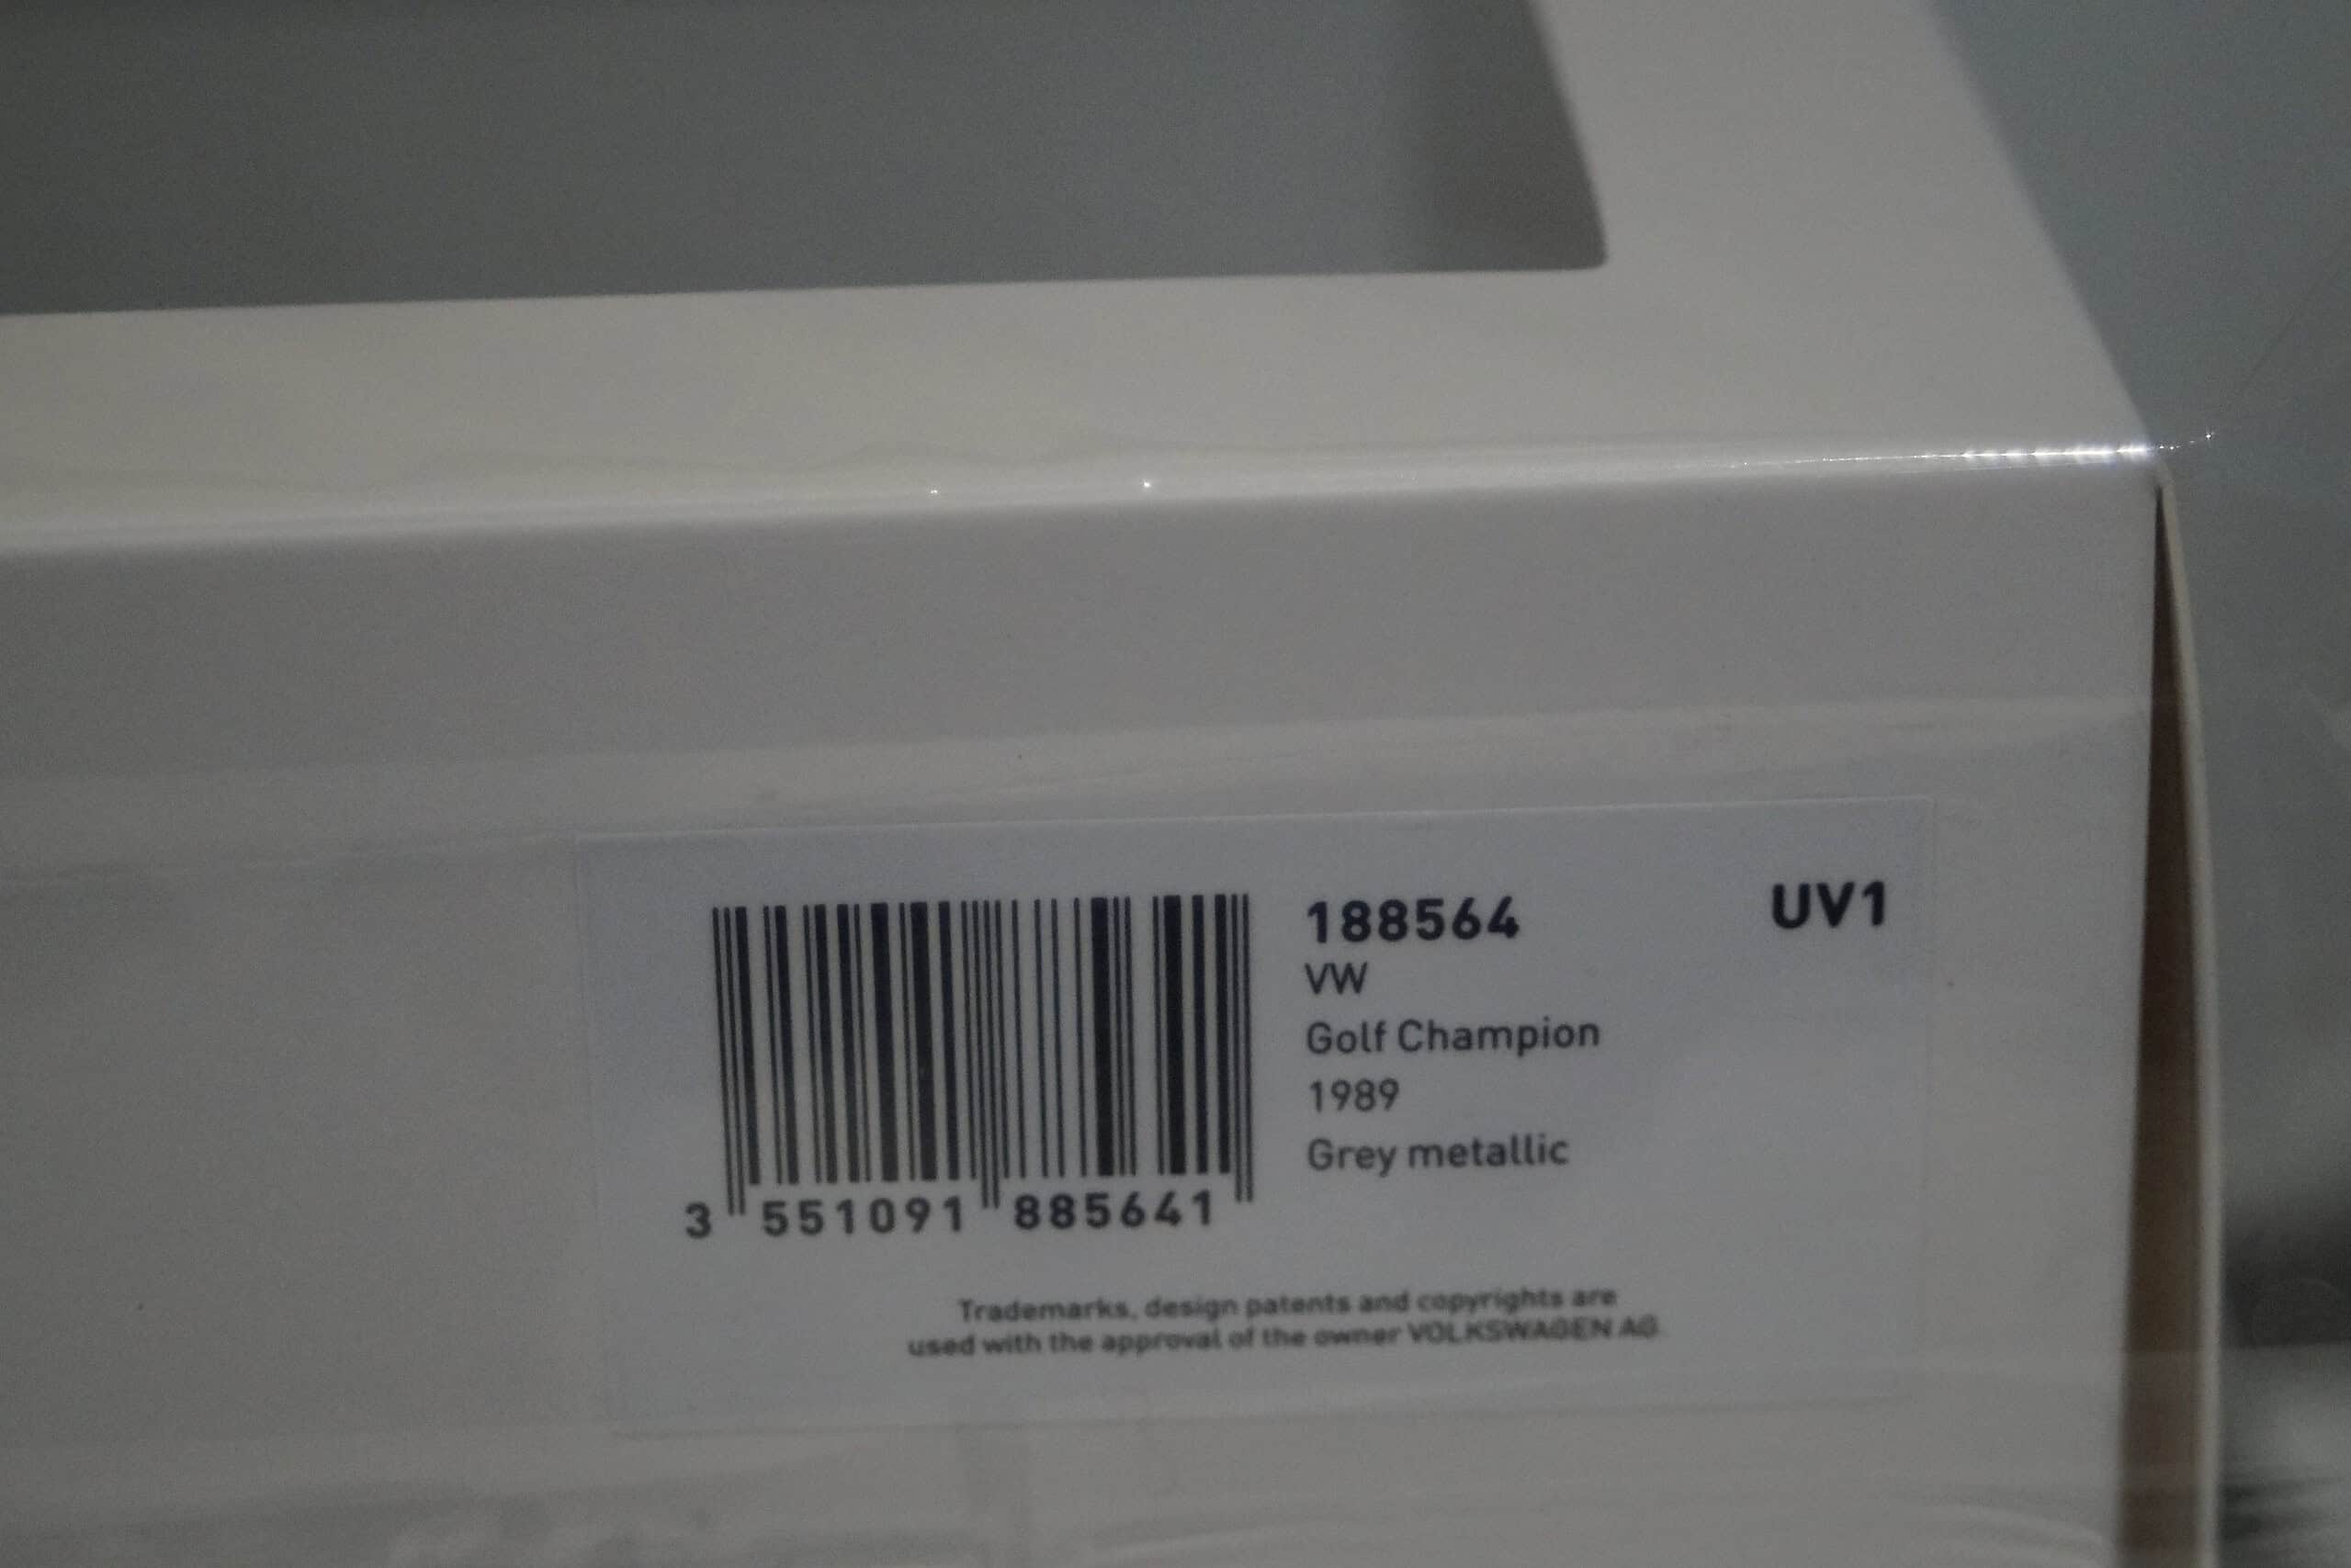 188564 UV1
VW
Golf Champion
1989
Grey metallic
3 551091 885641
Trademarks, design patents and copyrights are
used with the approval of the owner VOLKSWAGEN AG.